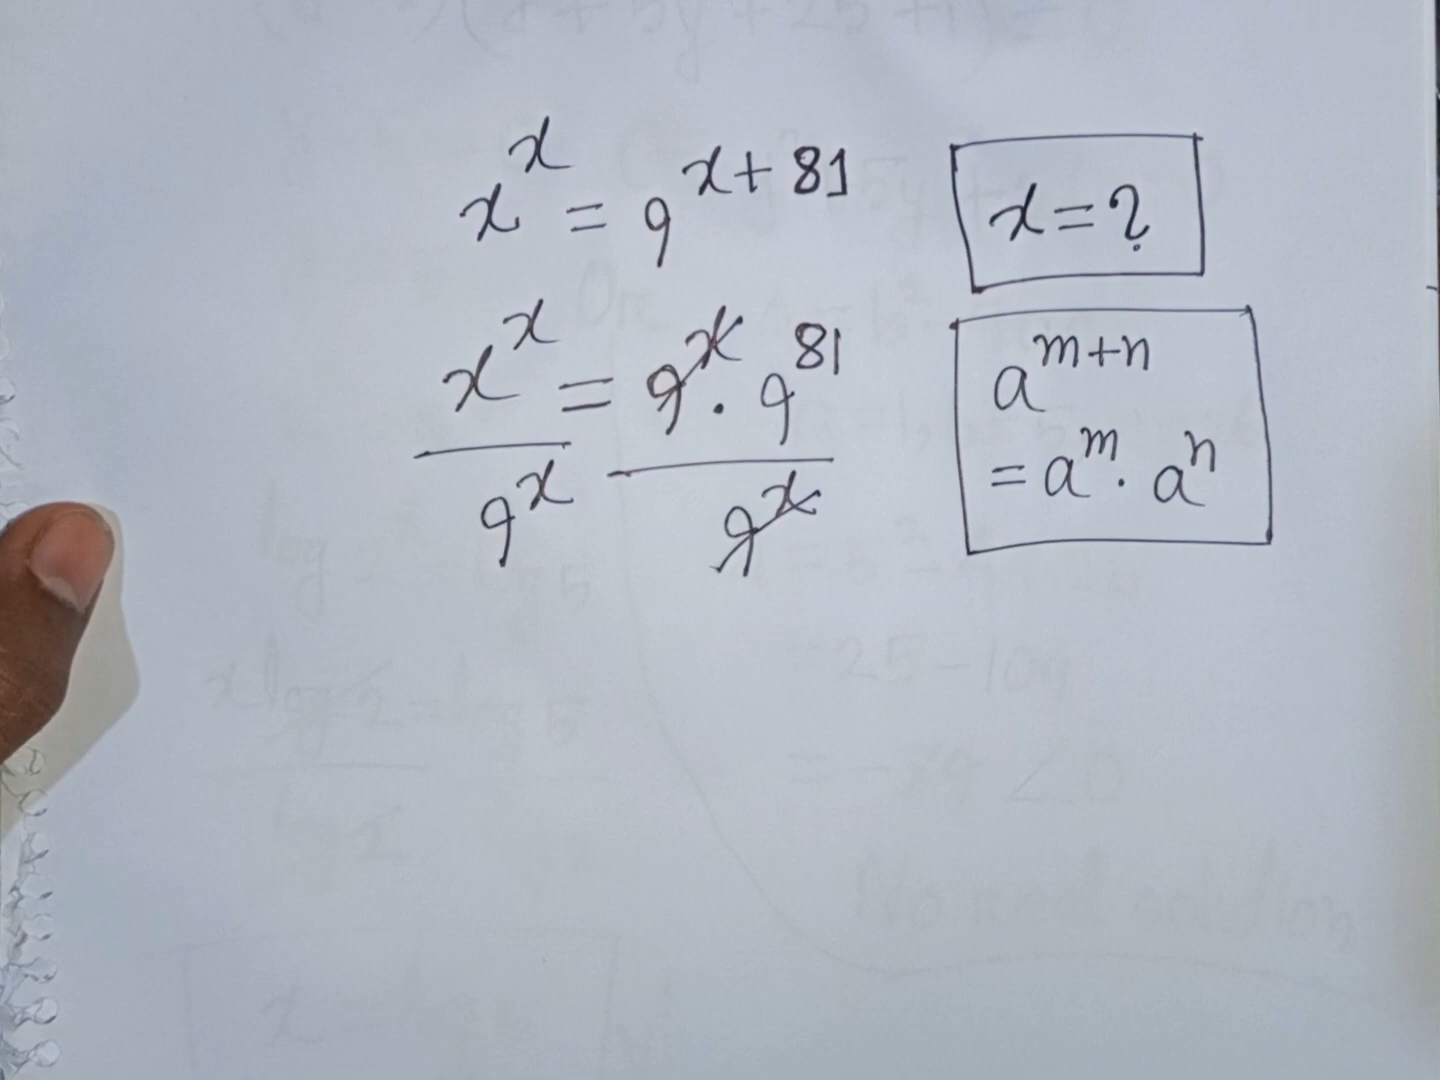 x^x = 9^{x+81}
x = ?
x^x / 9^x = 9^x · 9^{81} / 9^x
a^{m+n}
= a^m · a^n